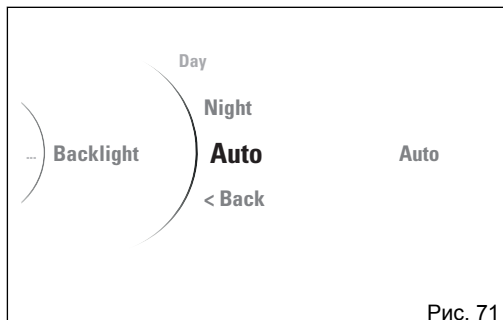 Day
Night
... Backlight Auto Auto
< Back
Рис. 71